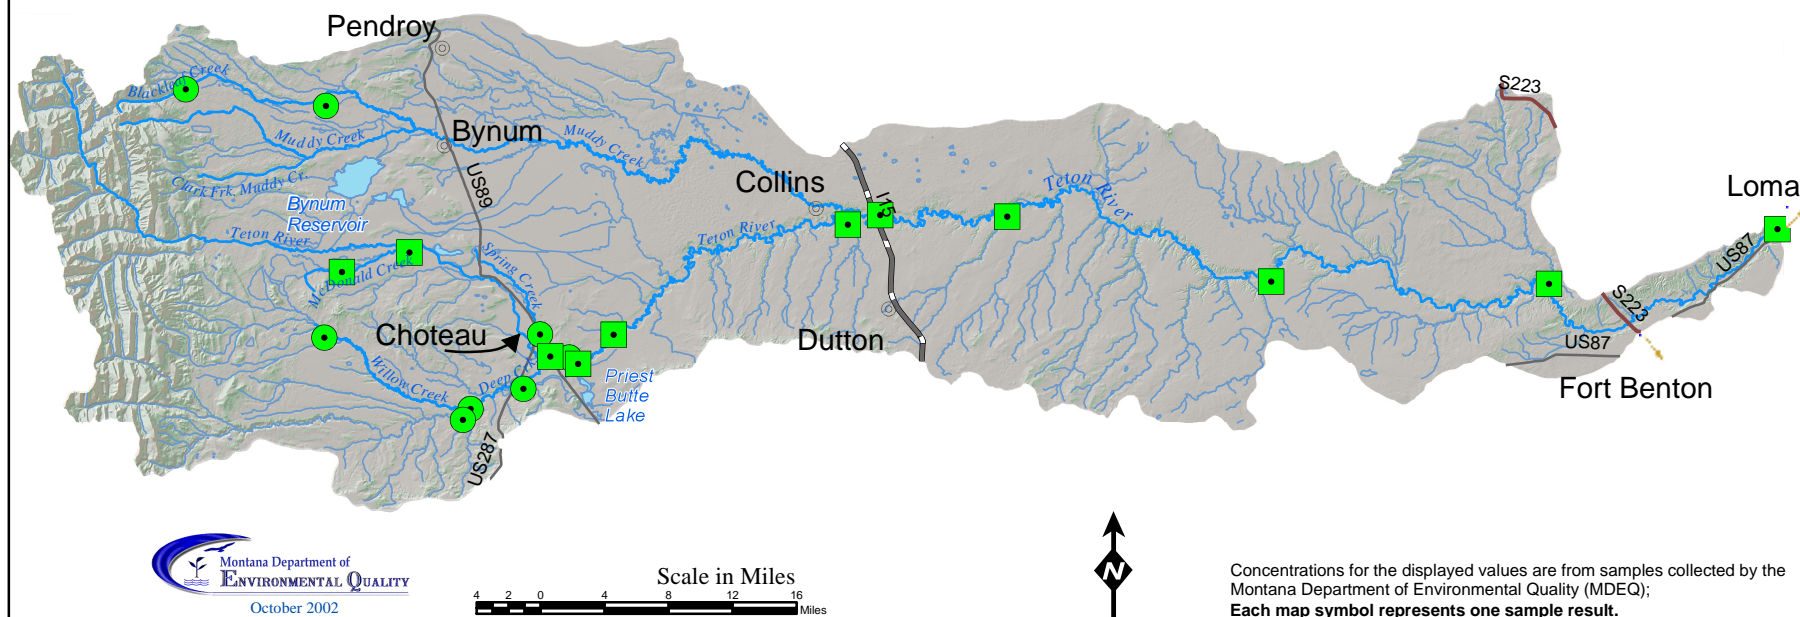 Pendroy
S223
Blackleaf Creek
Muddy Creek
Bynum
Muddy Creek
Clark Frk. Muddy Cr.
US89
Collins
I15
Teton River
Loma
Bynum
Reservoir
Teton River
Teton River
Spring Creek
McDonald Creek
US87
S223
Choteau
Dutton
US87
Willow Creek
Deep Cr
Priest
Butte
Lake
Fort Benton
US287
Montana Department of
ENVIRONMENTAL QUALITY
October 2002
Scale in Miles
4 2 0 4 8 12 16
Miles
N
Concentrations for the displayed values are from samples collected by the
Montana Department of Environmental Quality (MDEQ);
Each map symbol represents one sample result.